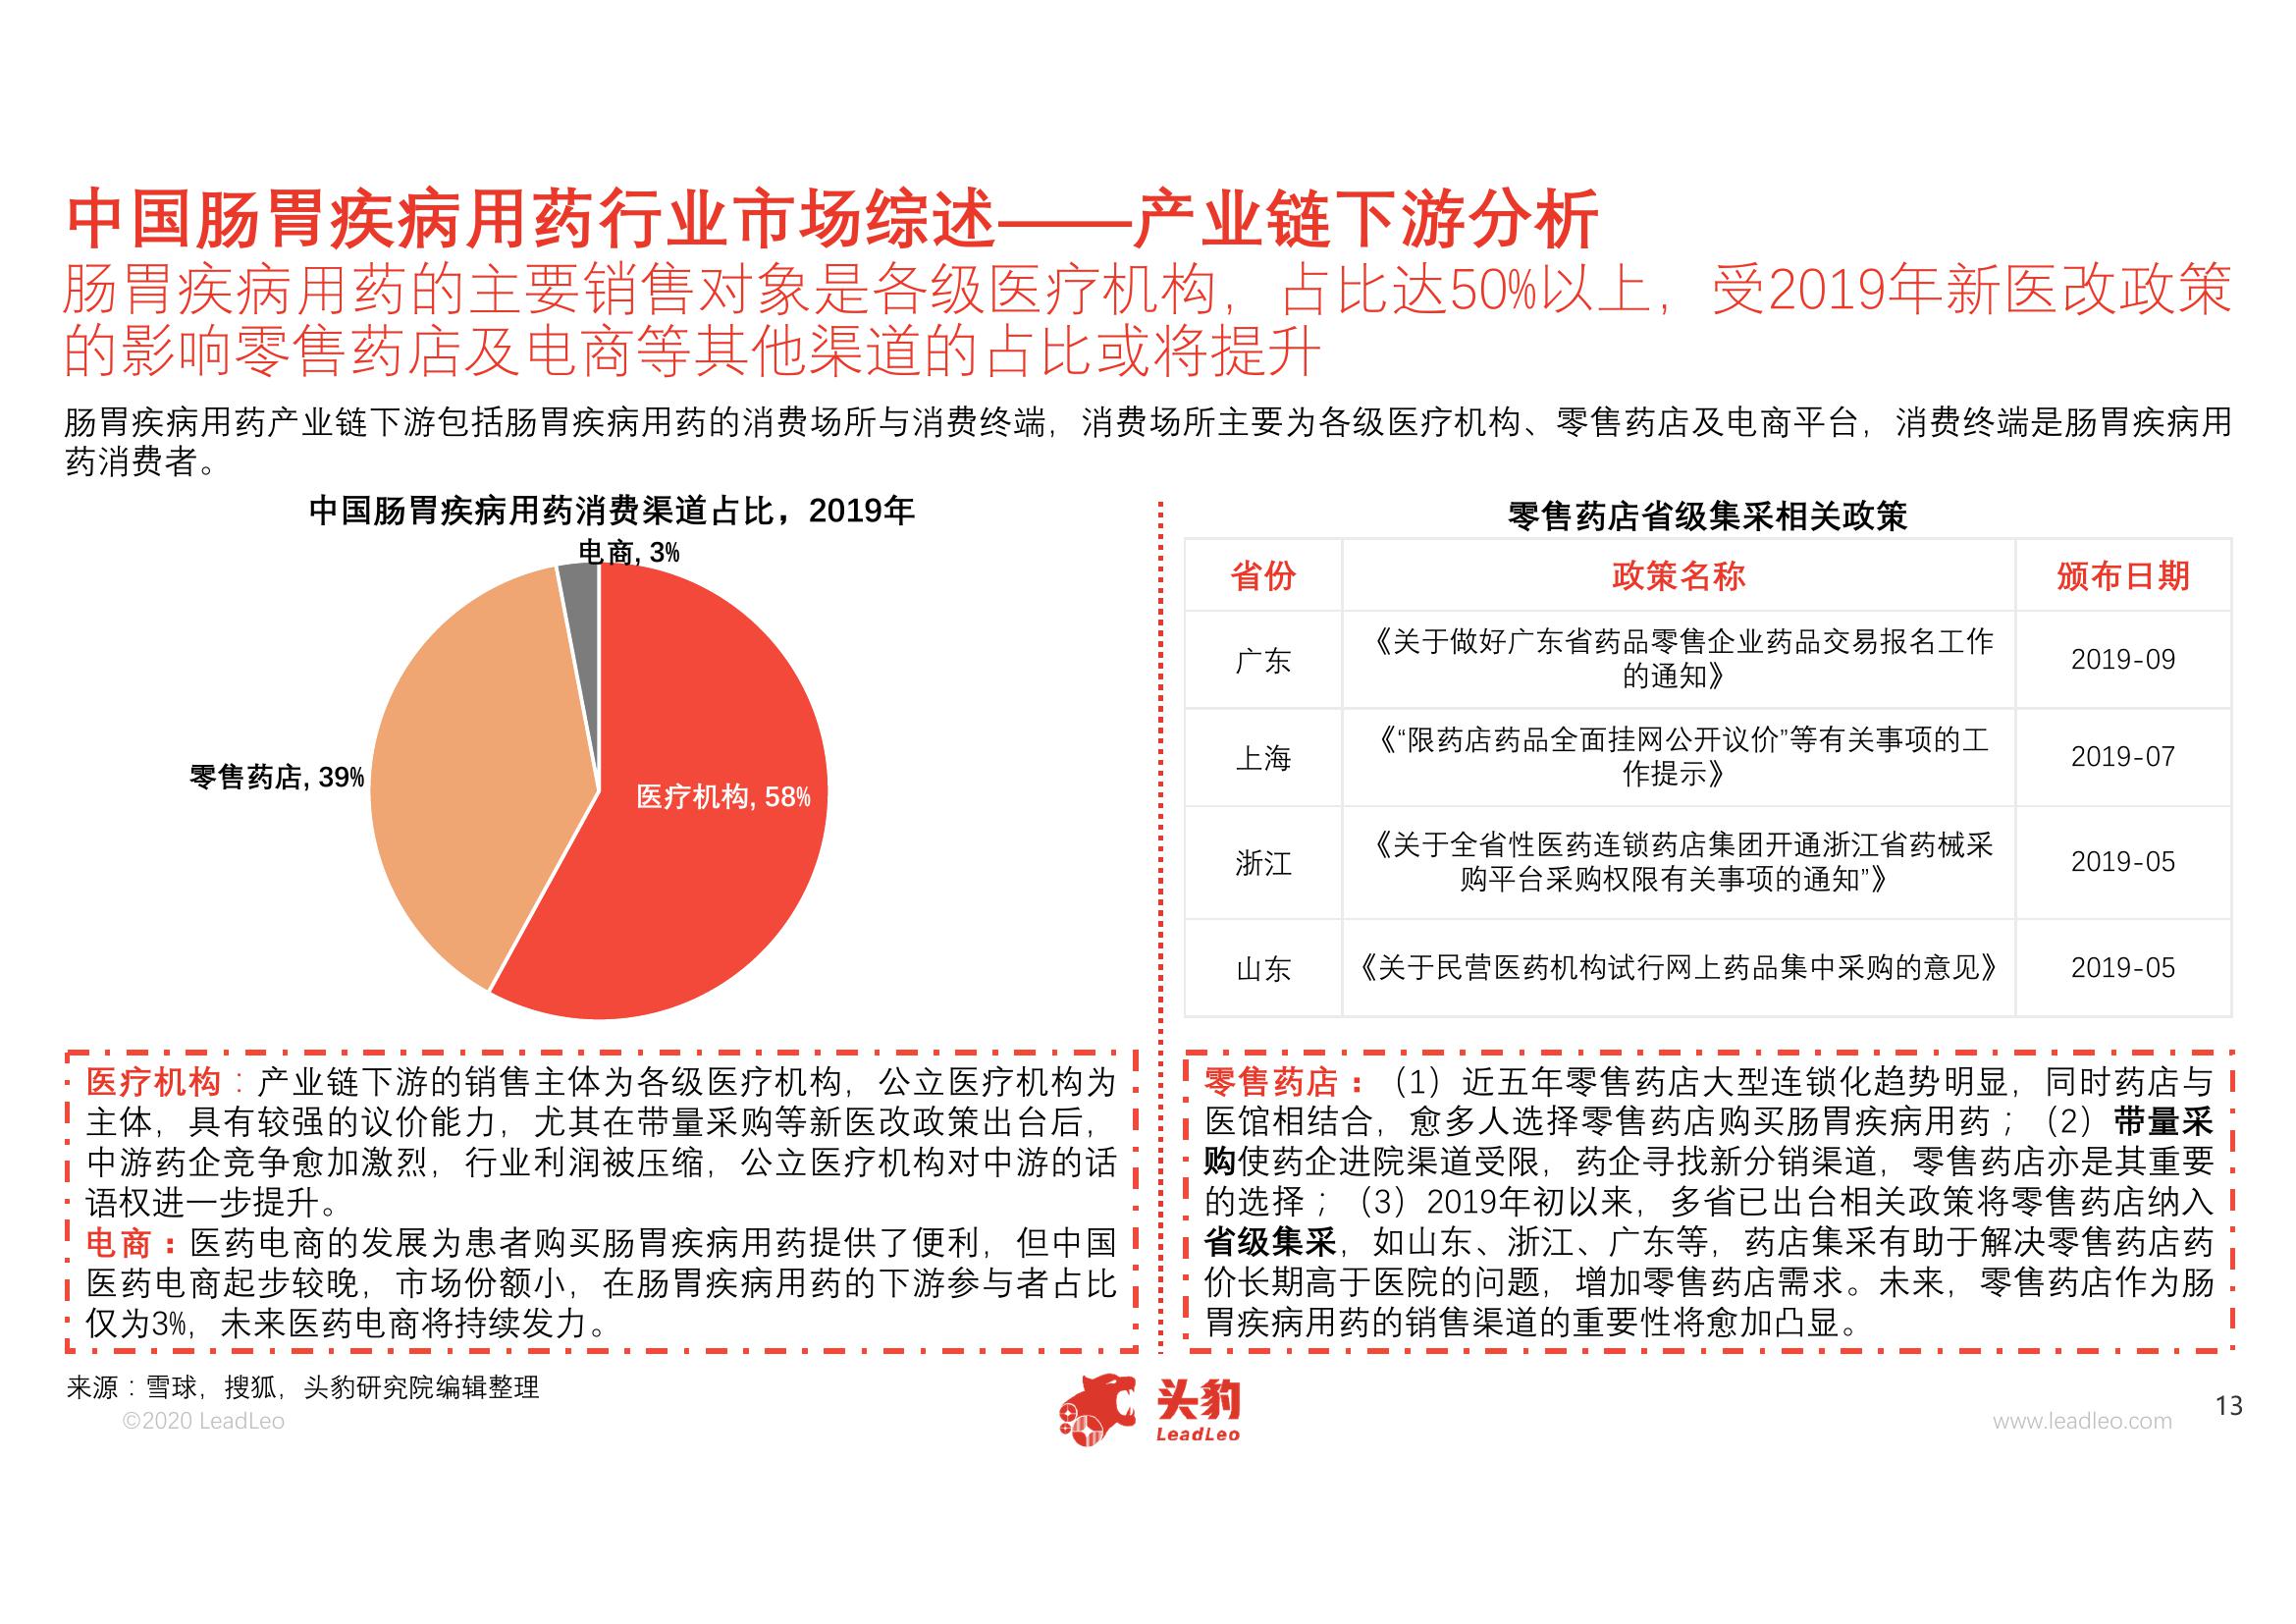 中国肠胃疾病用药行业市场综述——产业链下游分析
肠胃疾病用药的主要销售对象是各级医疗机构，占比达50%以上，受2019年新医改政策
的影响零售药店及电商等其他渠道的占比或将提升
肠胃疾病用药产业链下游包括肠胃疾病用药的消费场所与消费终端，消费场所主要为各级医疗机构、零售药店及电商平台，消费终端是肠胃疾病用
药消费者。
中国肠胃疾病用药消费渠道占比，2019年
电商, 3%
零售药店, 39%
医疗机构, 58%
医疗机构：产业链下游的销售主体为各级医疗机构，公立医疗机构为
主体，具有较强的议价能力，尤其在带量采购等新医改政策出台后，
中游药企竞争愈加激烈，行业利润被压缩，公立医疗机构对中游的话
语权进一步提升。
电商：医药电商的发展为患者购买肠胃疾病用药提供了便利，但中国
医药电商起步较晚，市场份额小，在肠胃疾病用药的下游参与者占比
仅为3%，未来医药电商将持续发力。
零售药店省级集采相关政策
省份 政策名称 颁布日期
广东 《关于做好广东省药品零售企业药品交易报名工作 2019-09
的通知》
上海 《“限药店药品全面挂网公开议价”等有关事项的工 2019-07
作提示》
浙江 《关于全省性医药连锁药店集团开通浙江省药械采 2019-05
购平台采购权限有关事项的通知”》
山东 《关于民营医药机构试行网上药品集中采购的意见》 2019-05
零售药店：（1）近五年零售药店大型连锁化趋势明显，同时药店与
医馆相结合，愈多人选择零售药店购买肠胃疾病用药；（2）带量采
购使药企进院渠道受限，药企寻找新分销渠道，零售药店亦是其重要
的选择；（3）2019年初以来，多省已出台相关政策将零售药店纳入
省级集采，如山东、浙江、广东等，药店集采有助于解决零售药店药
价长期高于医院的问题，增加零售药店需求。未来，零售药店作为肠
胃疾病用药的销售渠道的重要性将愈加凸显。
来源：雪球，搜狐，头豹研究院编辑整理
©2020 LeadLeo
头豹
LeadLeo
www.leadleo.com
13